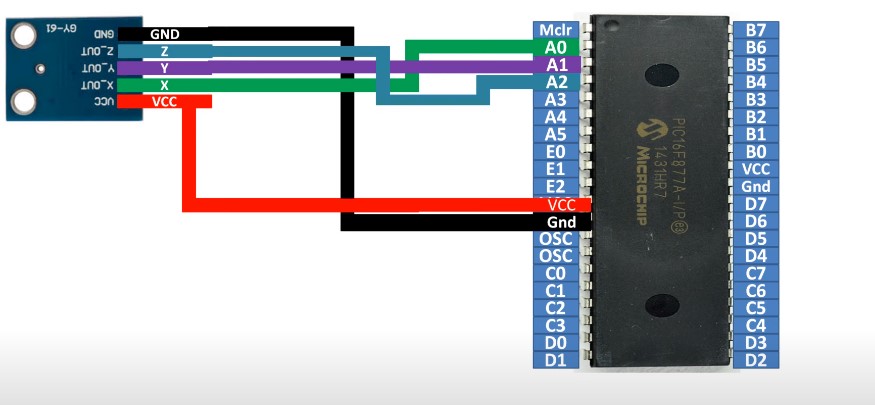 GY-61
GND
Z_OUT
Y_OUT
X_OUT
VCC
GND
Z
Y
X
VCC
Mclr
A0
A1
A2
A3
A4
A5
E0
E1
E2
VCC
Gnd
OSC
OSC
C0
C1
C2
C3
D0
D1
PIC16F877A-I/P
1431HR7
MICROCHIP
B7
B6
B5
B4
B3
B2
B1
B0
VCC
Gnd
D7
D6
D5
D4
C7
C6
C5
C4
D3
D2